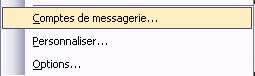 Comptes de messagerie...
Personnaliser...
Options...